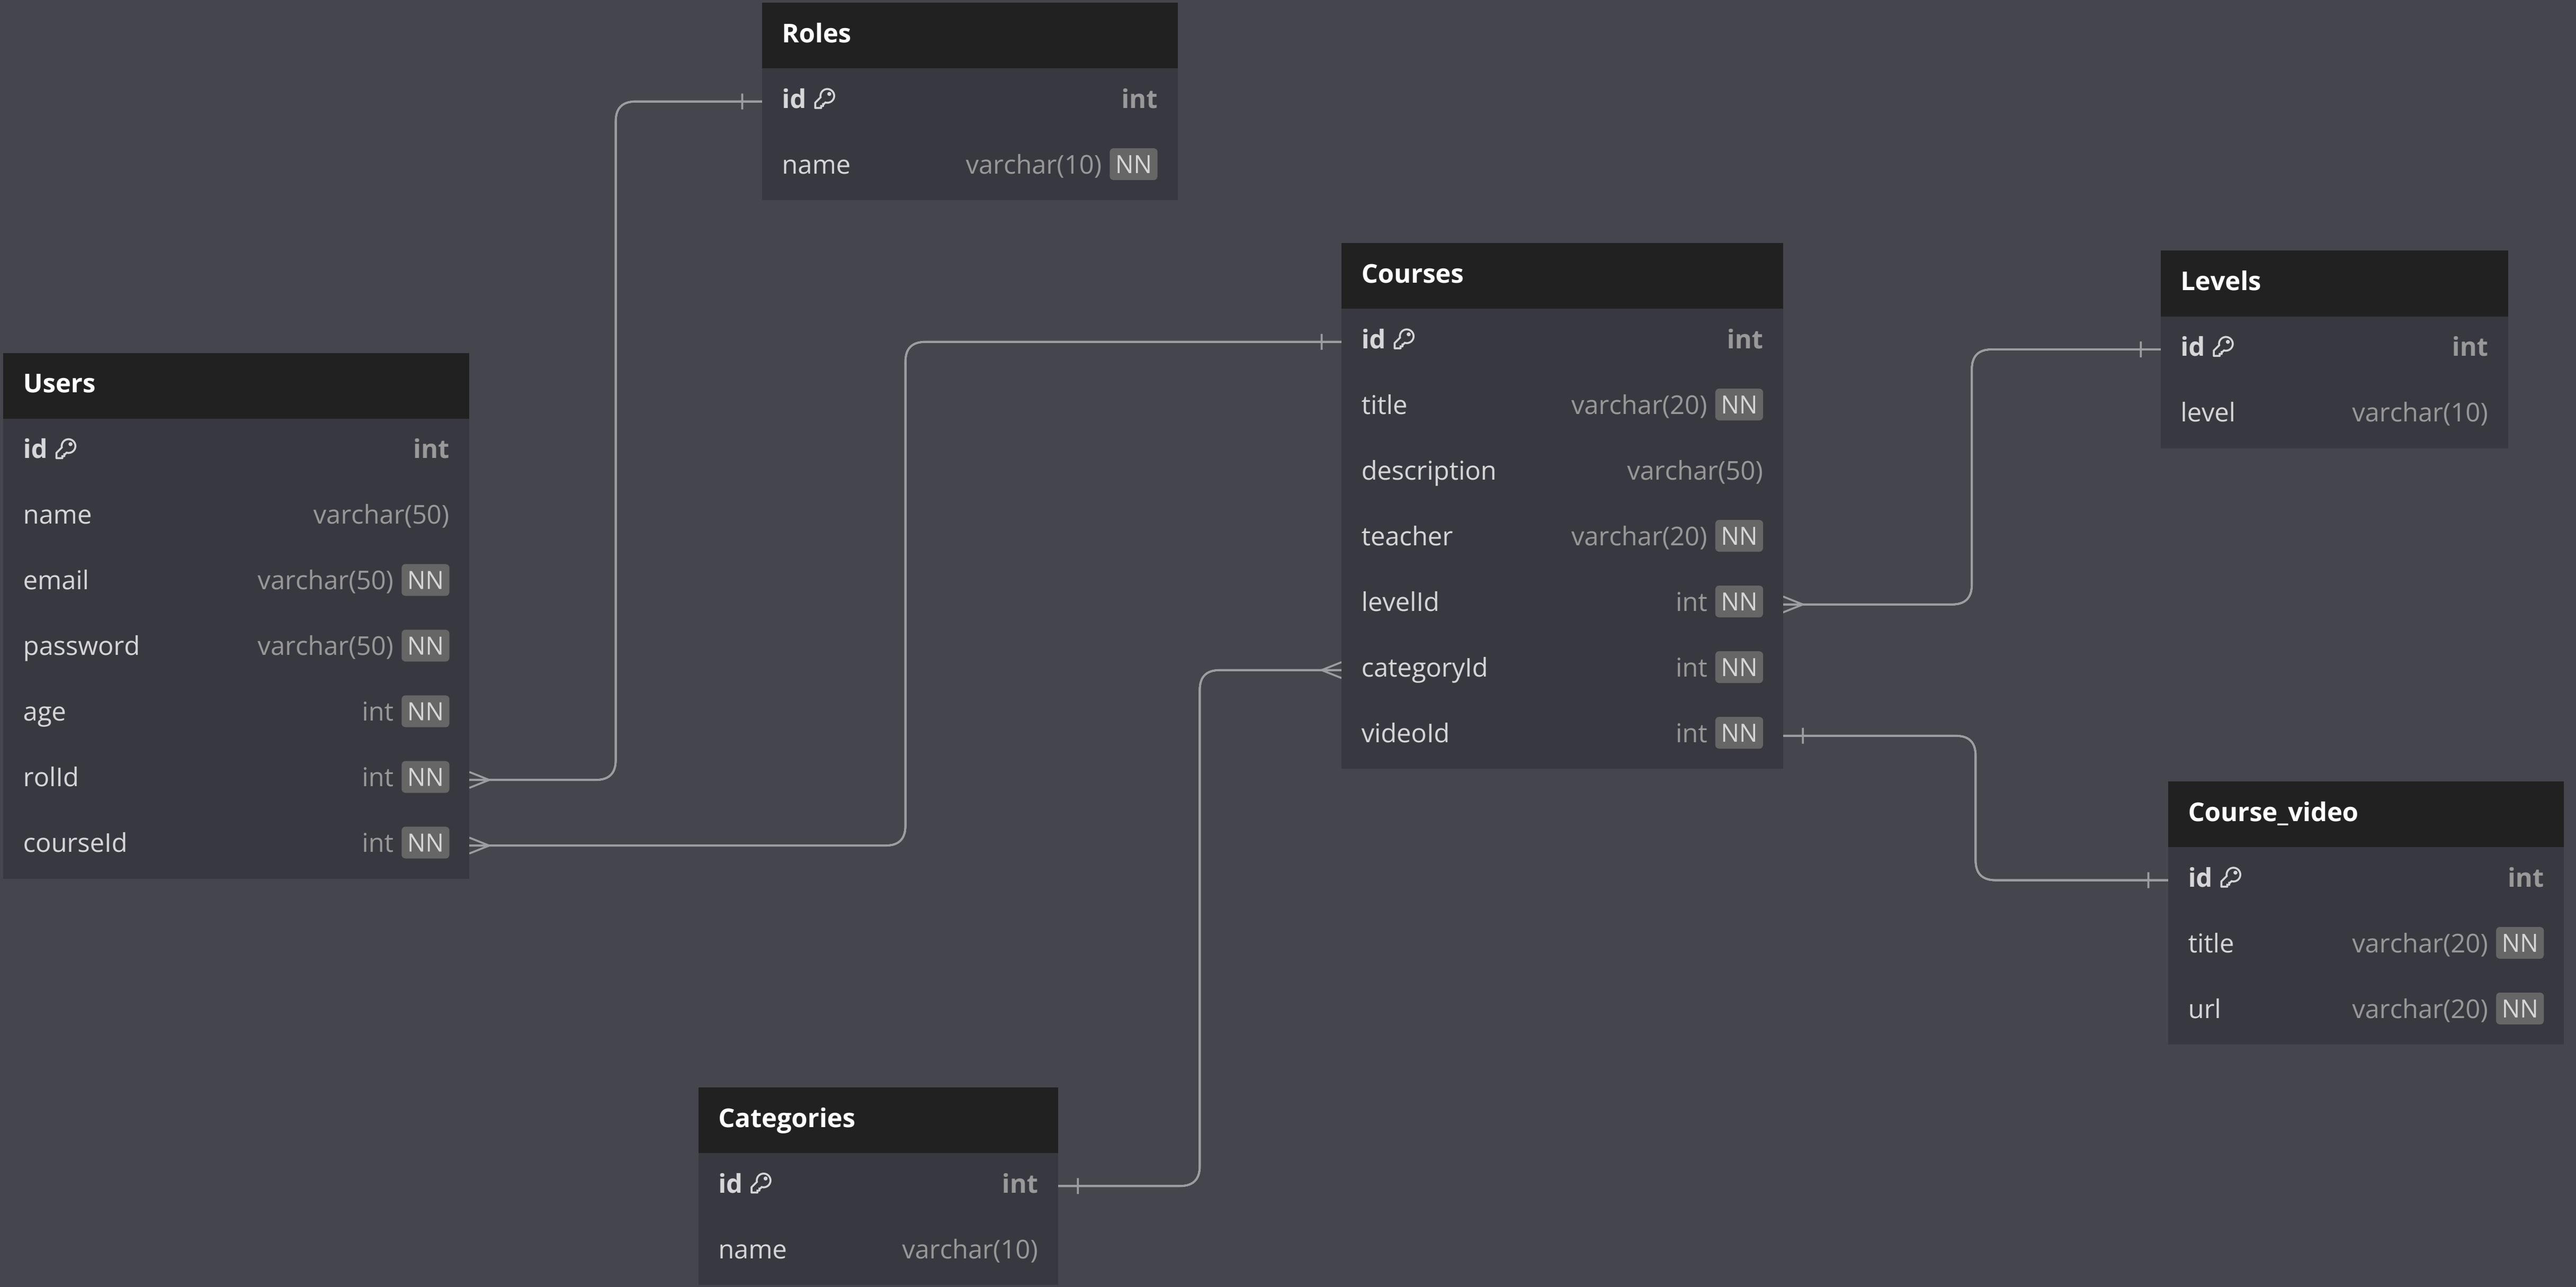 Roles
id int
name varchar(10) NN
Users
id int
name varchar(50)
email varchar(50) NN
password varchar(50) NN
age int NN
rolId int NN
courseId int NN
Courses
id int
title varchar(20) NN
description varchar(50)
teacher varchar(20) NN
levelId int NN
categoryId int NN
videoId int NN
Levels
id int
level varchar(10)
Course_video
id int
title varchar(20) NN
url varchar(20) NN
Categories
id int
name varchar(10)